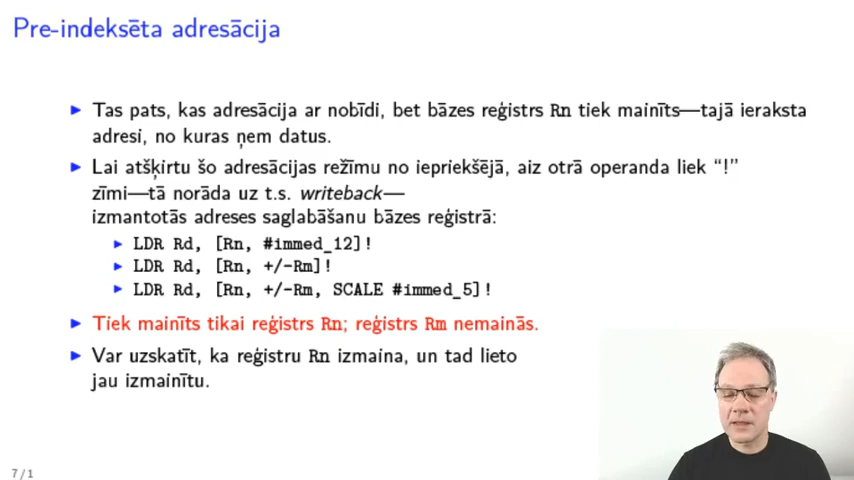 Pre-indeksēta adresācija
▶ Tas pats, kas adresācija ar nobīdi, bet bāzes reģistrs Rn tiek mainīts—tajā ieraksta
adresi, no kuras ņem datus.
▶ Lai atšķirtu šo adresācijas režīmu no iepriekšējā, aiz otrā operanda liek “!”
zīmi—tā norāda uz t.s. writeback—
izmantotās adreses saglabāšanu bāzes reģistrā:
▶ LDR Rd, [Rn, #immed_12]!
▶ LDR Rd, [Rn, +/-Rm]!
▶ LDR Rd, [Rn, +/-Rm, SCALE #immed_5]!
▶ Tiek mainīts tikai reģistrs Rn; reģistrs Rm nemainās.
▶ Var uzskatīt, ka reģistru Rn izmaina, un tad lieto
jau izmainītu.
7 / 1